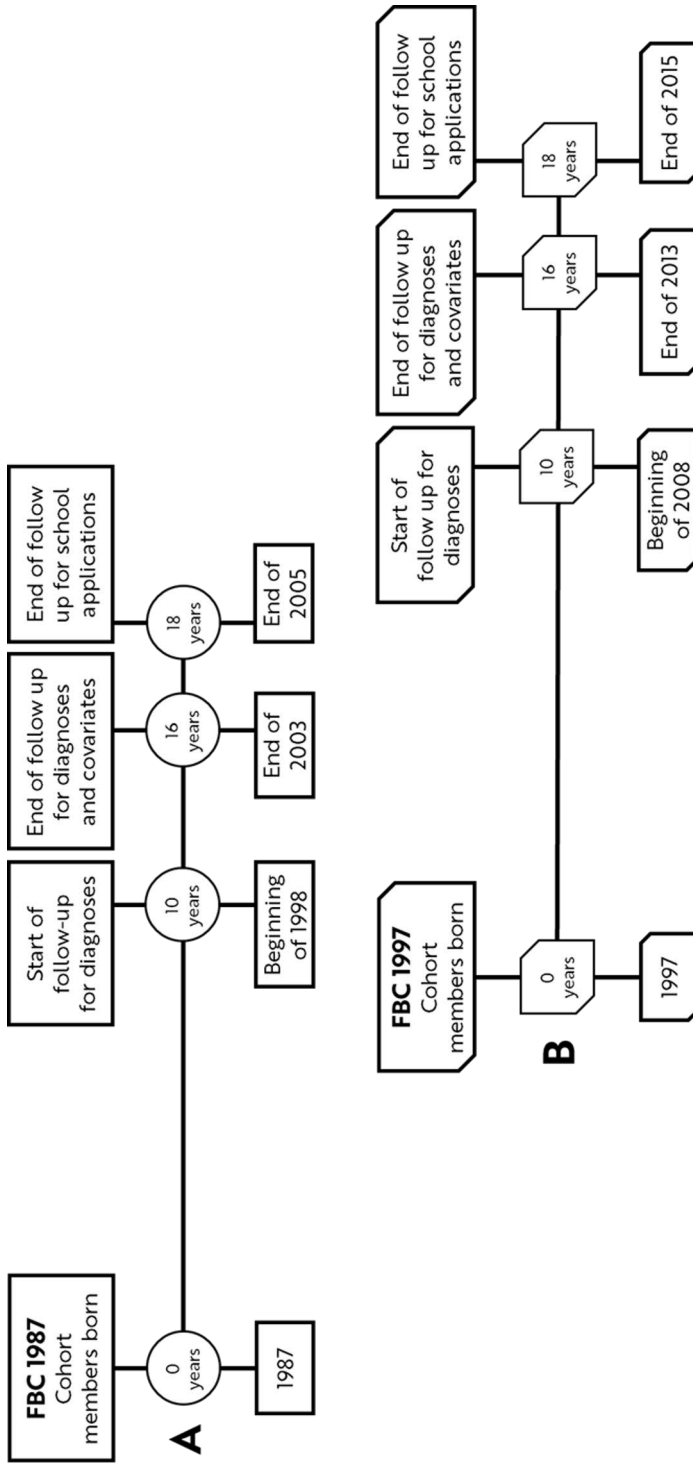 FBC 1987
Cohort
members born
Start of
follow-up
for diagnoses
End of follow up
for diagnoses
and covariates
End of follow
up for school
applications
A
0
years
10
years
16
years
18
years
1987
Beginning
of 1998
End of
2003
End of
2005
FBC 1997
Cohort
members born
Start of
follow up for
diagnoses
End of follow up
for diagnoses
and covariates
End of follow
up for school
applications
B
0
years
10
years
16
years
18
years
1997
Beginning
of 2008
End of 2013
End of 2015